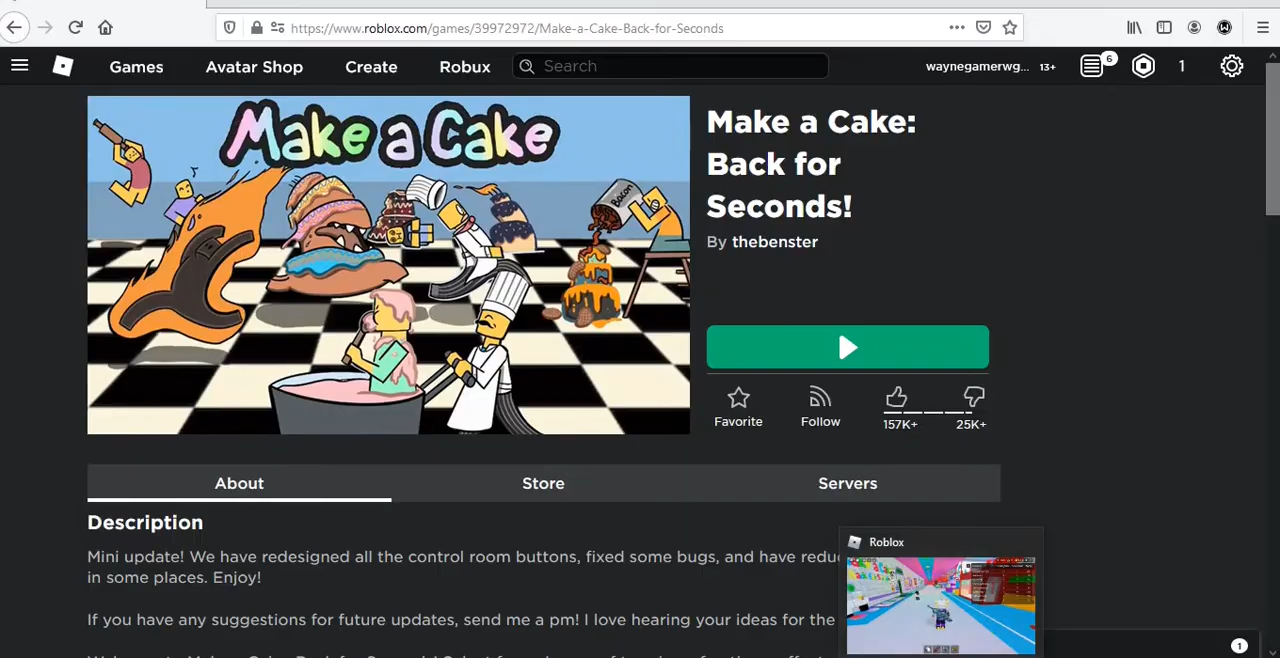 https://www.roblox.com/games/39972972/Make-a-Cake-Back-for-Seconds
Games
Avatar Shop
Create
Robux
Search
waynegamerwg...
13+
6
1
Make a Cake
Bacon
Make a Cake:
Back for
Seconds!
By thebenster
Favorite
Follow
157K+
25K+
About
Store
Servers
Description
Mini update! We have redesigned all the control room buttons, fixed some bugs, and have redu
in some places. Enjoy!
If you have any suggestions for future updates, send me a pm! I love hearing your ideas for the
Roblox
1